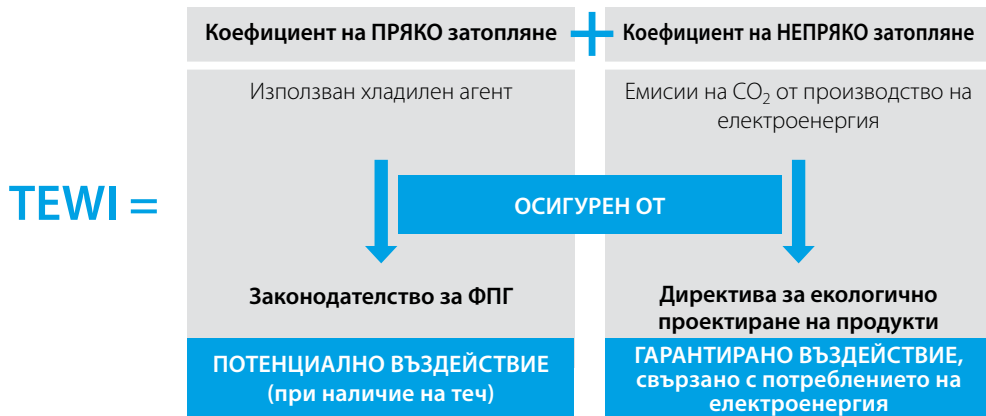 TEWI =
Коефициент на ПРЯКО затопляне
+
Коефициент на НЕПРЯКО затопляне
Използван хладилен агент
Емисии на CO₂ от производство на
електроенергия
ОСИГУРЕН ОТ
Законодателство за ФПГ
Директива за екологично
проектиране на продукти
ПОТЕНЦИАЛНО ВЪЗДЕЙСТВИЕ
(при наличие на теч)
ГАРАНТИРАНО ВЪЗДЕЙСТВИЕ,
свързано с потреблението на
електроенергия